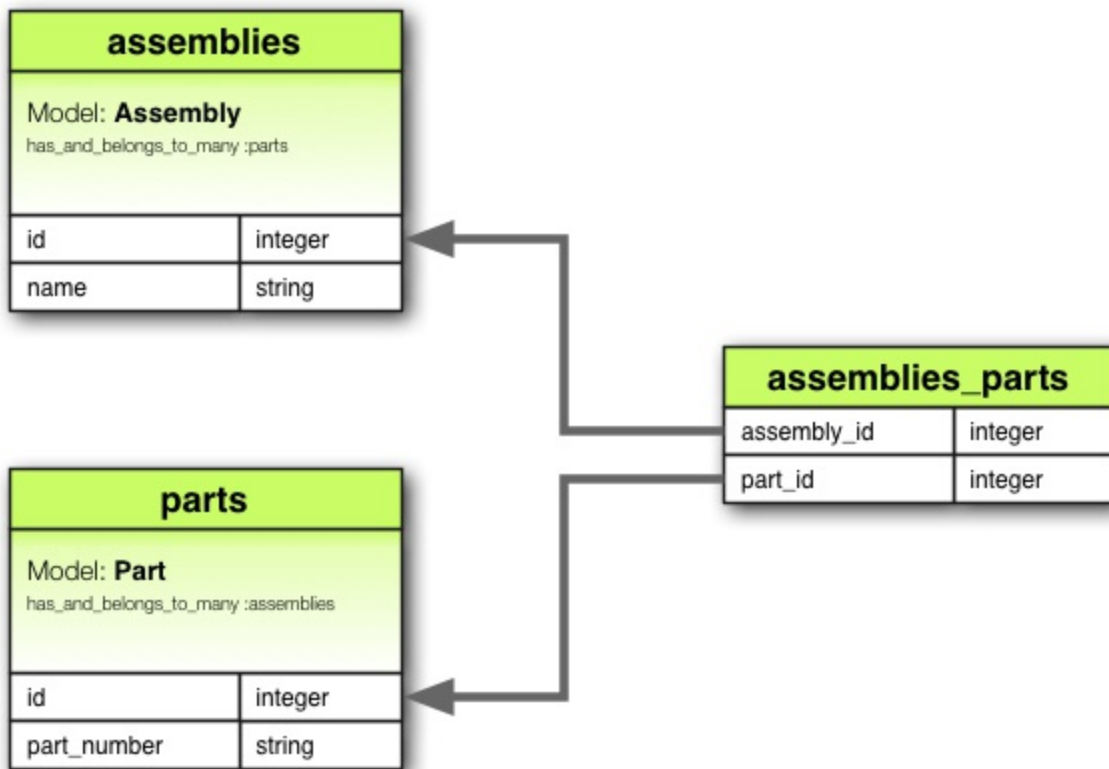 assemblies
Model: Assembly
has_and_belongs_to_many :parts
id integer
name string
assemblies_parts
assembly_id integer
part_id integer
parts
Model: Part
has_and_belongs_to_many :assemblies
id integer
part_number string